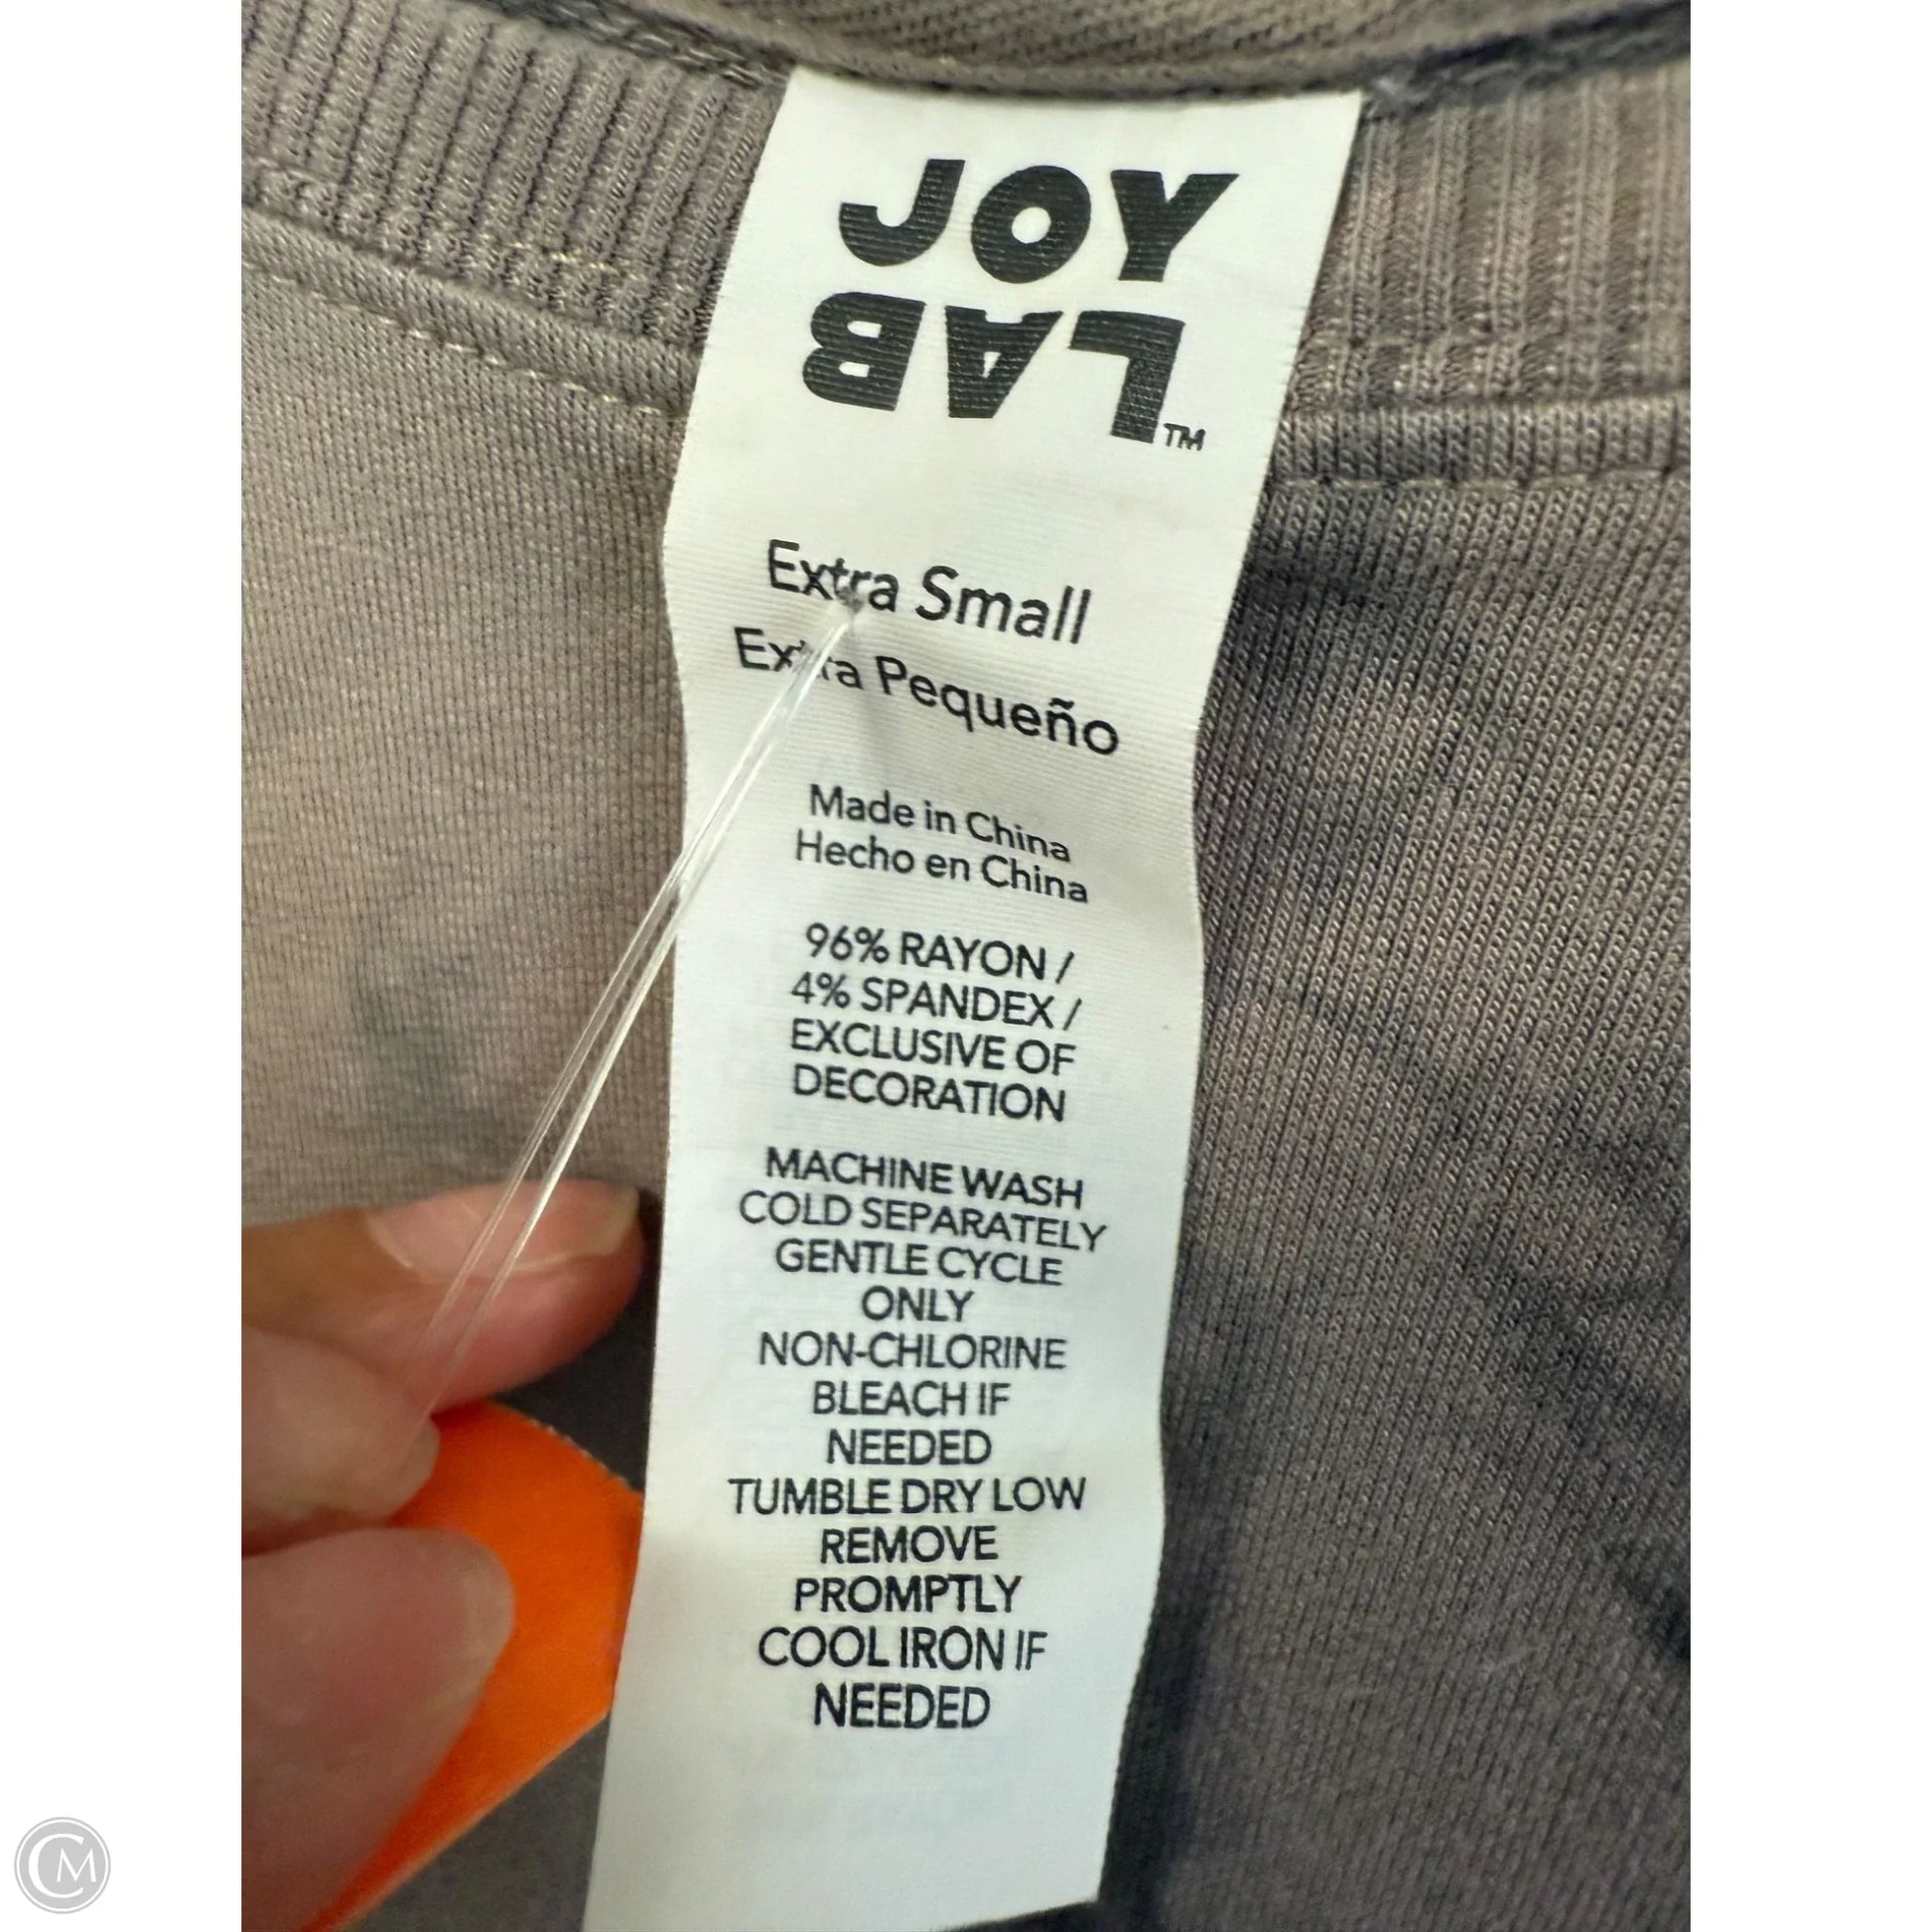 JOY
LAB™
Extra Small
Extra Pequeño
Made in China
Hecho en China
96% RAYON /
4% SPANDEX /
EXCLUSIVE OF
DECORATION
MACHINE WASH
COLD SEPARATELY
GENTLE CYCLE
ONLY
NON-CHLORINE
BLEACH IF
NEEDED
TUMBLE DRY LOW
REMOVE
PROMPTLY
COOL IRON IF
NEEDED
CM